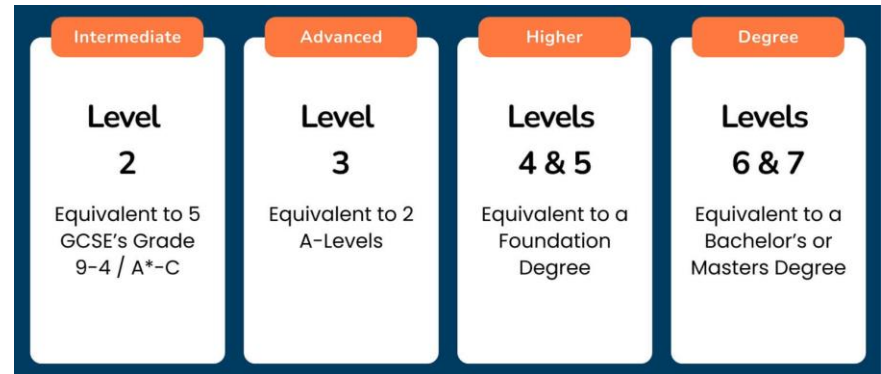 Intermediate
Level
2
Equivalent to 5
GCSE's Grade
9-4 / A*-C
Advanced
Level
3
Equivalent to 2
A-Levels
Higher
Levels
4 & 5
Equivalent to a
Foundation
Degree
Degree
Levels
6 & 7
Equivalent to a
Bachelor's or
Masters Degree